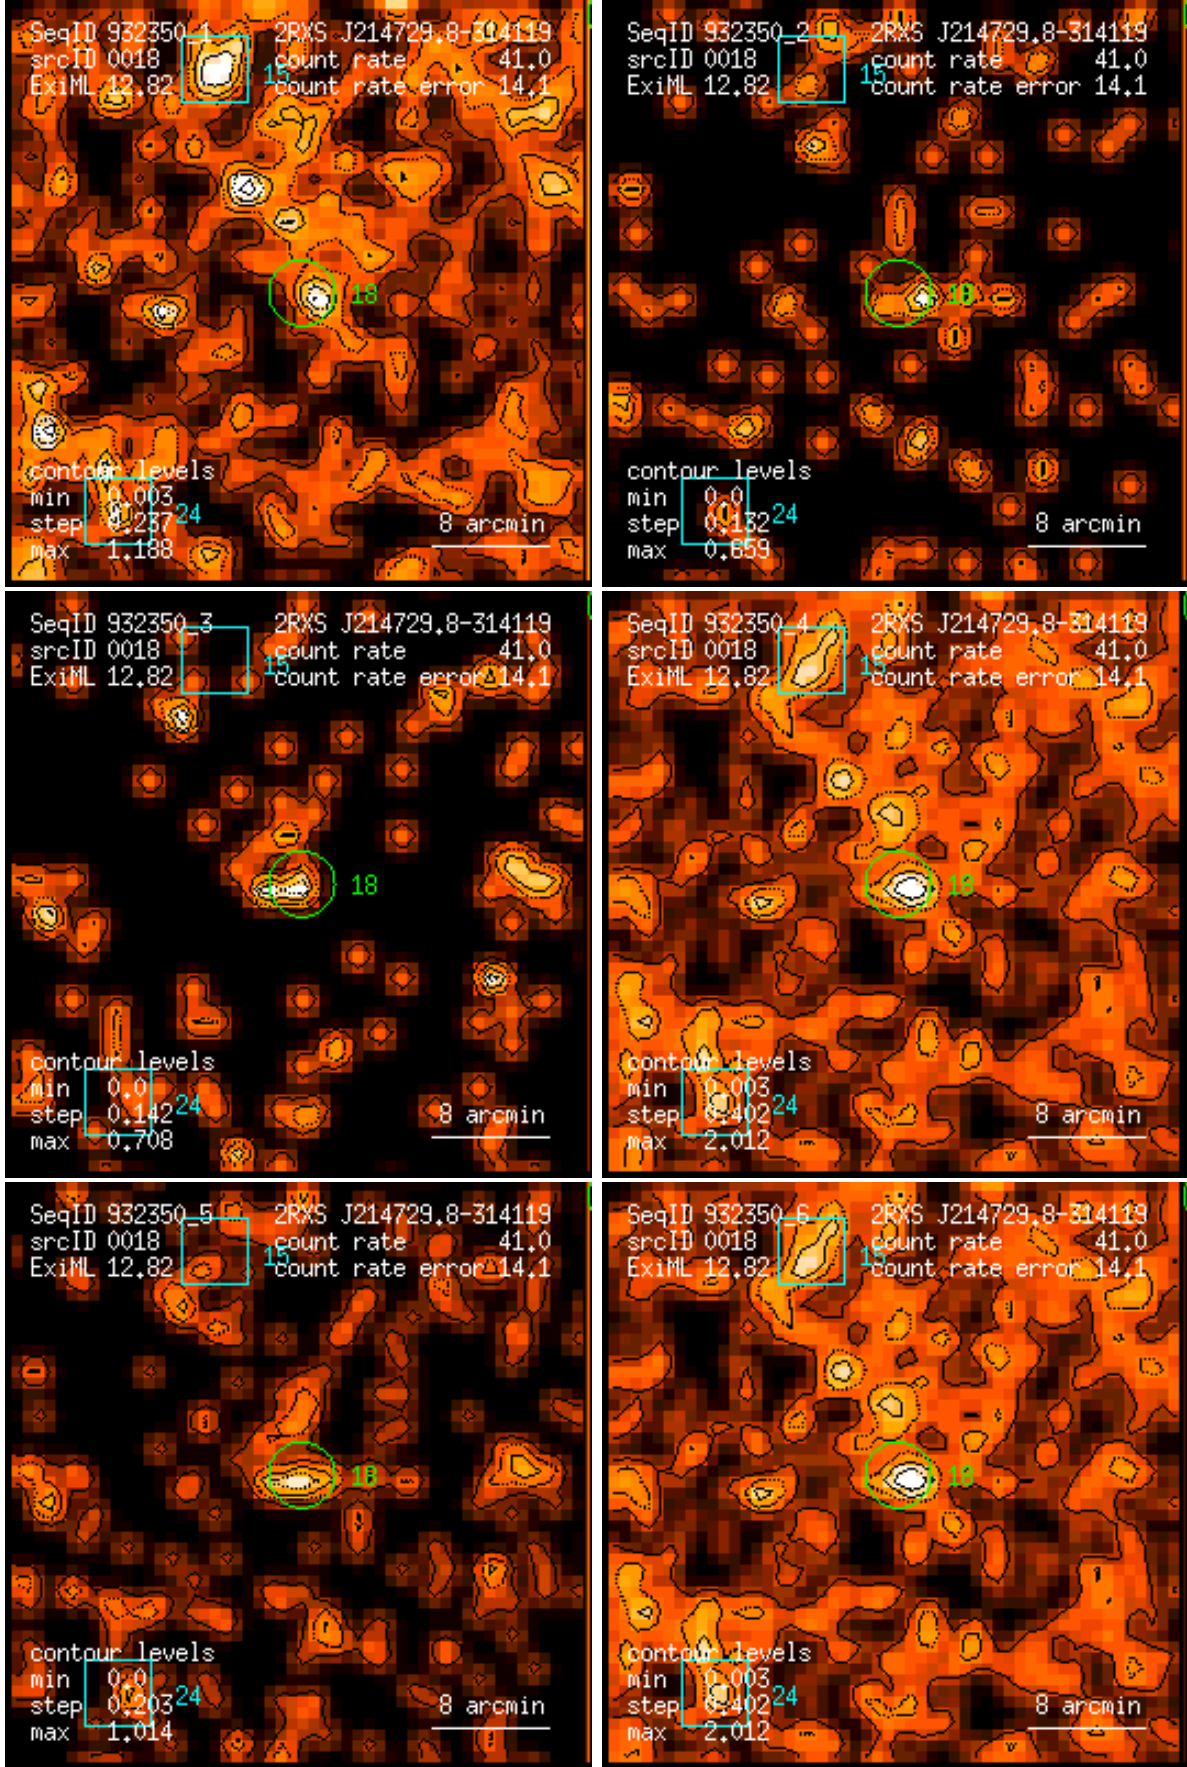 SeqID 932350_1 2RXS J214729.8-314119
srcID 0018 count rate 41.0
ExiML 12.82 count rate error 14.1
15
18
contour levels
min 0.003
step 0.237 24 8 arcmin
max 1.188
SeqID 932350_2 2RXS J214729.8-314119
srcID 0018 count rate 41.0
ExiML 12.82 count rate error 14.1
15
18
contour levels
min 0.0
step 0.132 24 8 arcmin
max 0.659
SeqID 932350_3 2RXS J214729.8-314119
srcID 0018 count rate 41.0
ExiML 12.82 count rate error 14.1
15
18
contour levels
min 0.0
step 0.142 24 8 arcmin
max 0.708
SeqID 932350_4 2RXS J214729.8-314119
srcID 0018 count rate 41.0
ExiML 12.82 count rate error 14.1
15
18
contour levels
min 0.003
step 0.402 24 8 arcmin
max 2.012
SeqID 932350_5 2RXS J214729.8-314119
srcID 0018 count rate 41.0
ExiML 12.82 count rate error 14.1
15
18
contour levels
min 0.0
step 0.203 24 8 arcmin
max 1.014
SeqID 932350_6 2RXS J214729.8-314119
srcID 0018 count rate 41.0
ExiML 12.82 count rate error 14.1
15
18
contour levels
min 0.003
step 0.402 24 8 arcmin
max 2.012